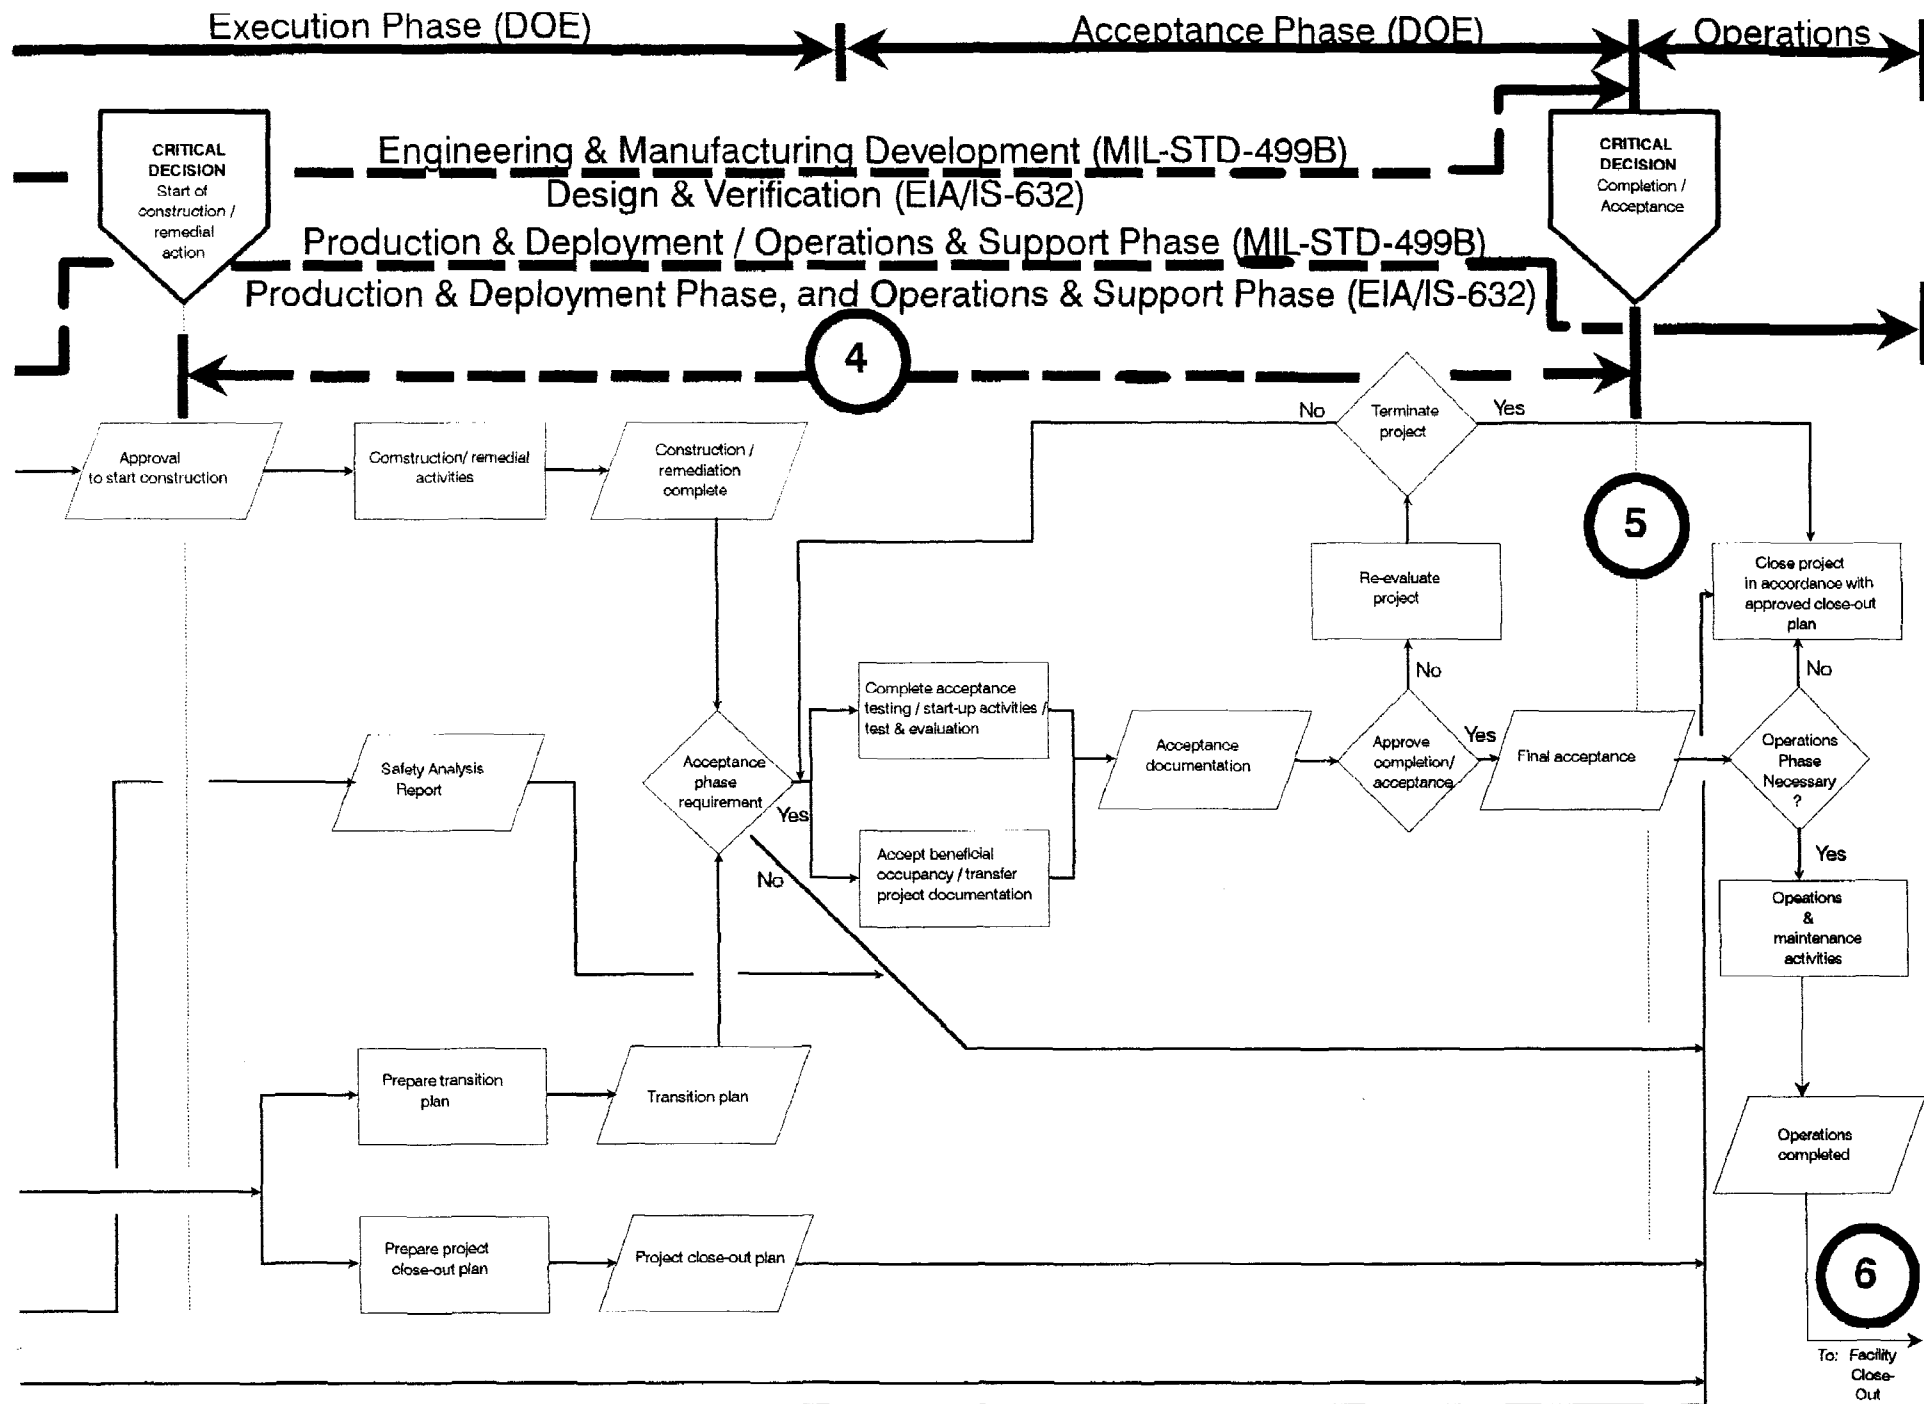 Execution Phase (DOE)
Acceptance Phase (DOE)
Operations
CRITICAL
DECISION
Start of
construction /
remedial
action
Engineering & Manufacturing Development (MIL-STD-499B)
Design & Verification (EIA/IS-632)
Production & Deployment / Operations & Support Phase (MIL-STD-499B)
Production & Deployment Phase, and Operations & Support Phase (EIA/IS-632)
CRITICAL
DECISION
Completion /
Acceptance
4
Approval
to start construction
Comstruction/ remedial
activities
Construction /
remediation
complete
No
Terminate
project
Yes
5
Re-evaluate
project
Close project
in accordance with
approved close-out
plan
No
No
Complete acceptance
testing / start-up activities /
test & evaluation
Safety Analysis
Report
Acceptance
phase
requirement
Yes
No
Accept beneficial
occupancy / transfer
project documentation
Acceptance
documentation
Approve
completion/
acceptance
Yes
Final acceptance
Operations
Phase
Necessary
?
Yes
Opeations
&
maintenance
activities
Prepare transition
plan
Transition plan
Operations
completed
Prepare project
close-out plan
Project close-out plan
6
To: Facility
Close-
Out